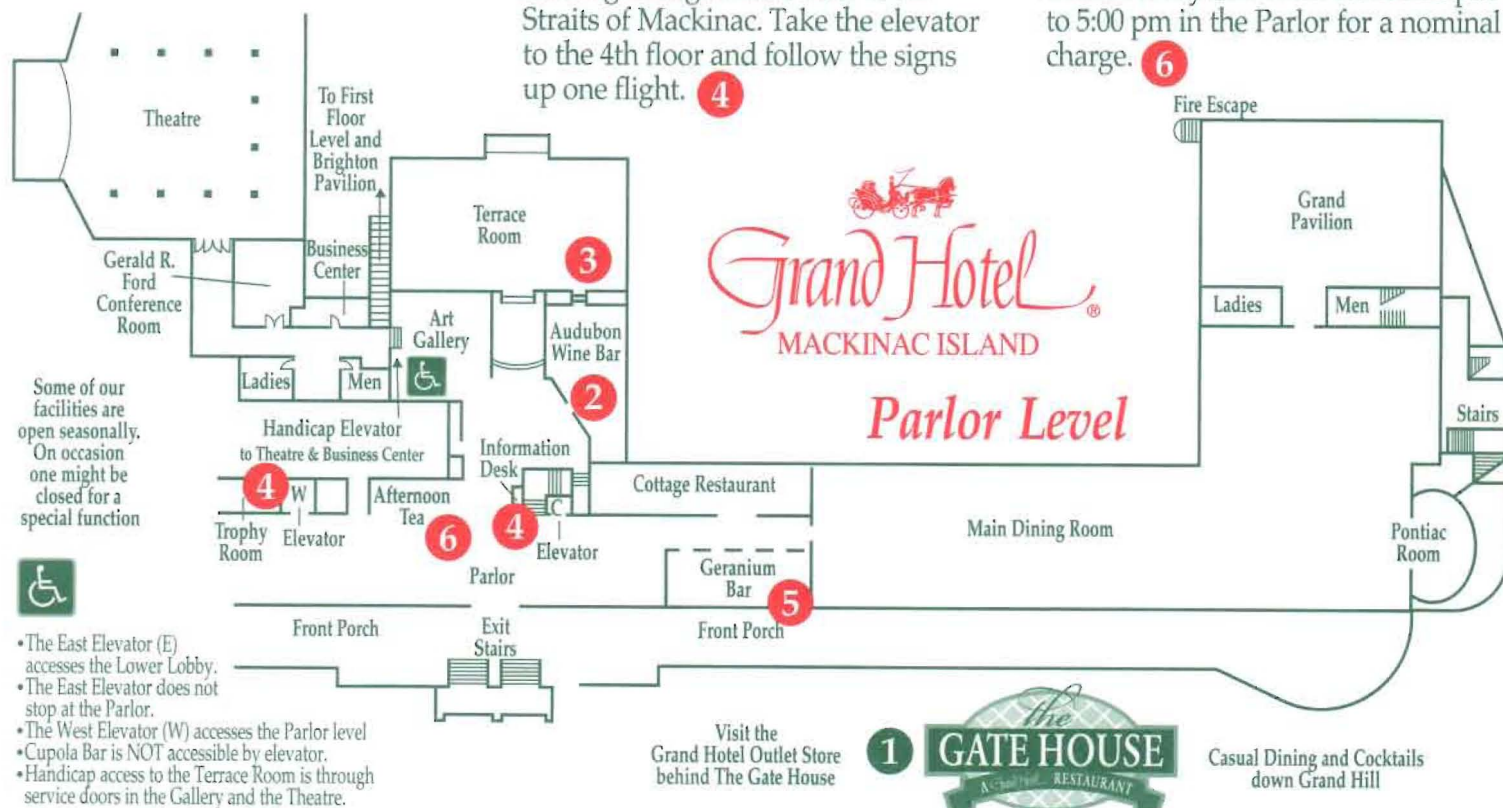 Straits of Mackinac. Take the elevator
to the 4th floor and follow the signs
up one flight. 4
to 5:00 pm in the Parlor for a nominal
charge. 6
Theatre
To First
Floor
Level and
Brighton
Pavilion
Terrace
Room
3
Fire Escape
Grand
Pavilion
Grand Hotel®
MACKINAC ISLAND
Parlor Level
Gerald R.
Ford
Conference
Room
Business
Center
Art
Gallery
Audubon
Wine Bar
2
Ladies
Men
Ladies
Men
Stairs
Some of our
facilities are
open seasonally.
On occasion
one might be
closed for a
special function
Handicap Elevator
to Theatre & Business Center
Information
Desk
4
W
Trophy
Room
Elevator
Afternoon
Tea
6
4
C
Elevator
Cottage Restaurant
Main Dining Room
Pontiac
Room
Parlor
Geranium
Bar
5
Front Porch
Exit
Stairs
Front Porch
•The East Elevator (E)
accesses the Lower Lobby.
•The East Elevator does not
stop at the Parlor.
•The West Elevator (W) accesses the Parlor level
•Cupola Bar is NOT accessible by elevator.
•Handicap access to the Terrace Room is through
service doors in the Gallery and the Theatre.
Visit the
Grand Hotel Outlet Store
behind The Gate House
1
the
GATE HOUSE
A Grand Hotel RESTAURANT
Casual Dining and Cocktails
down Grand Hill